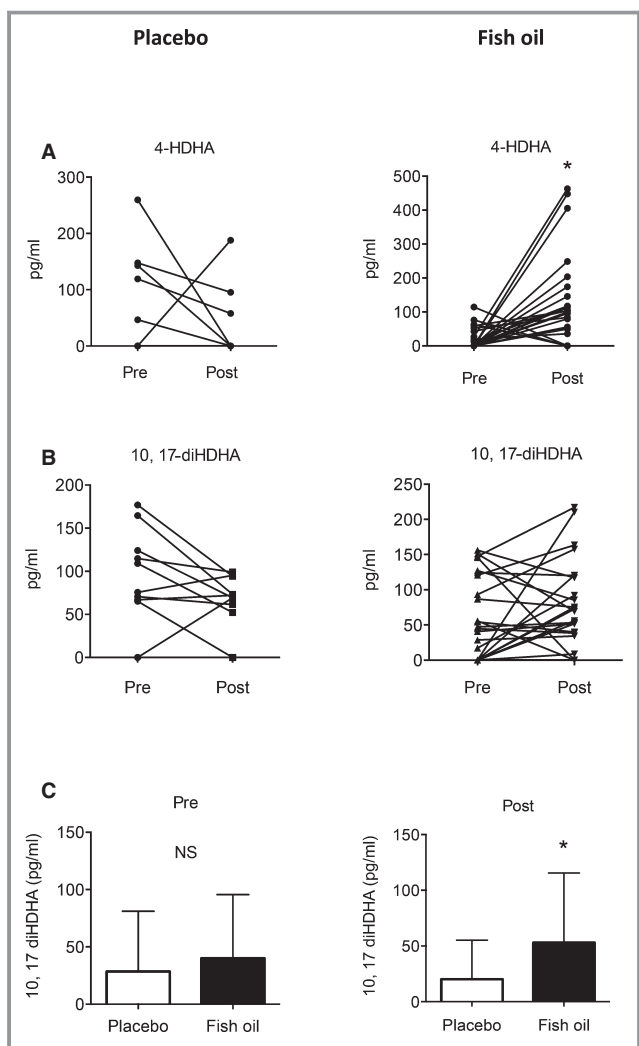 Placebo Fish oil
A
4-HDHA 4-HDHA
*
300
200
100
0
pg/ml
Pre Post
500
400
300
200
100
0
pg/ml
Pre Post
B
10, 17-diHDHA 10, 17-diHDHA
200
150
100
50
0
pg/ml
Pre Post
250
200
150
100
50
0
pg/ml
Pre Post
C
Pre
NS
150
100
50
0
10, 17 diHDHA (pg/ml)
Placebo Fish oil
Post
*
150
100
50
0
10, 17 diHDHA (pg/ml)
Placebo Fish oil